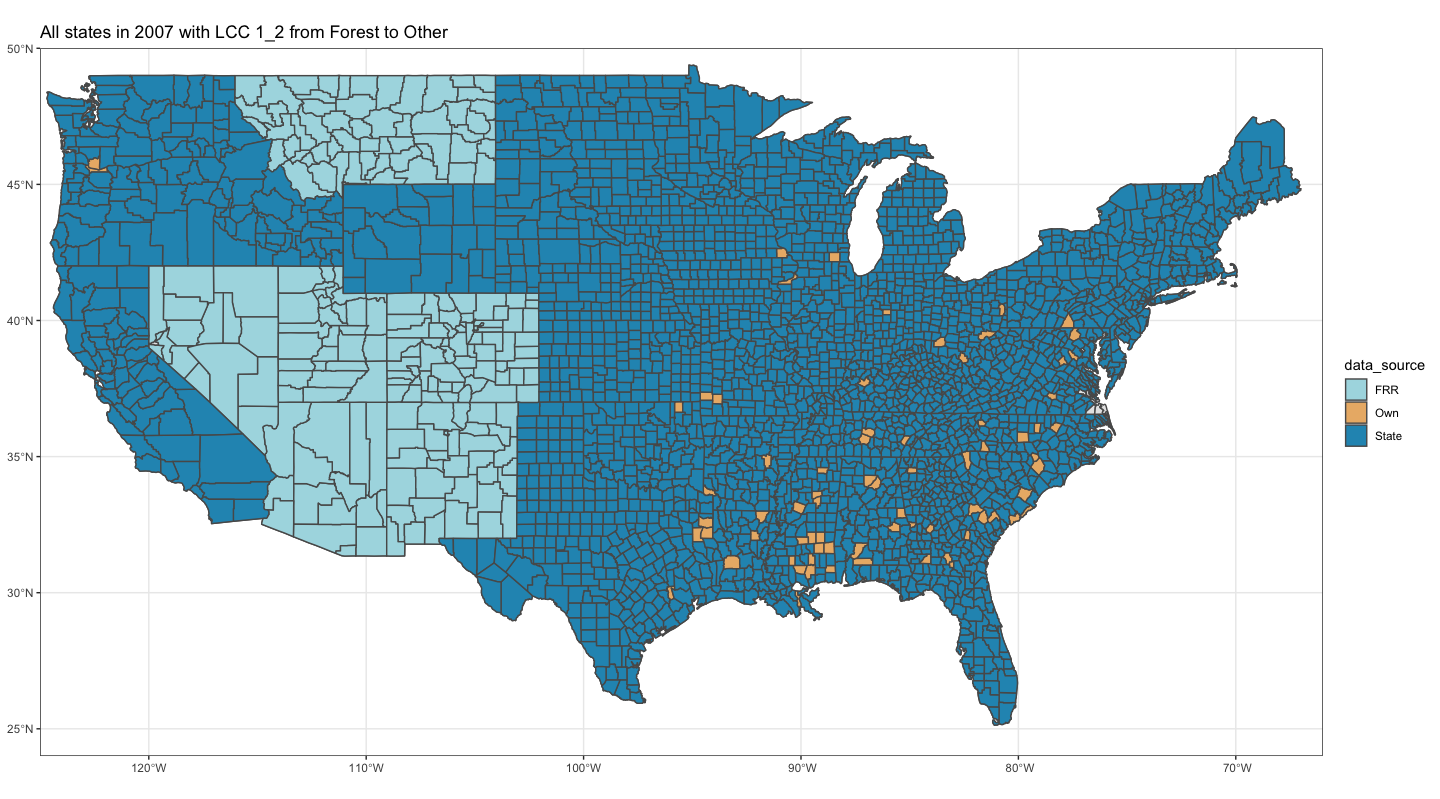 All states in 2007 with LCC 1_2 from Forest to Other
50°N
45°N
40°N
35°N
30°N
25°N
120°W
110°W
100°W
90°W
80°W
70°W
data_source
FRR
Own
State